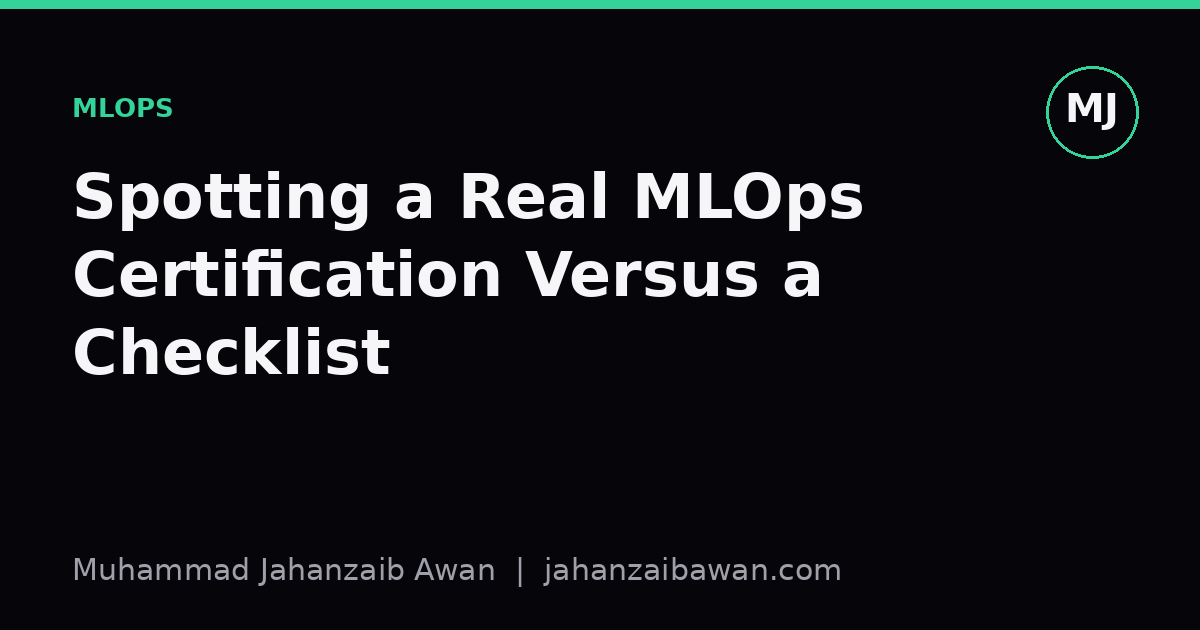 MLOPS
MJ
Spotting a Real MLOps
Certification Versus a
Checklist
Muhammad Jahanzaib Awan | jahanzaibawan.com